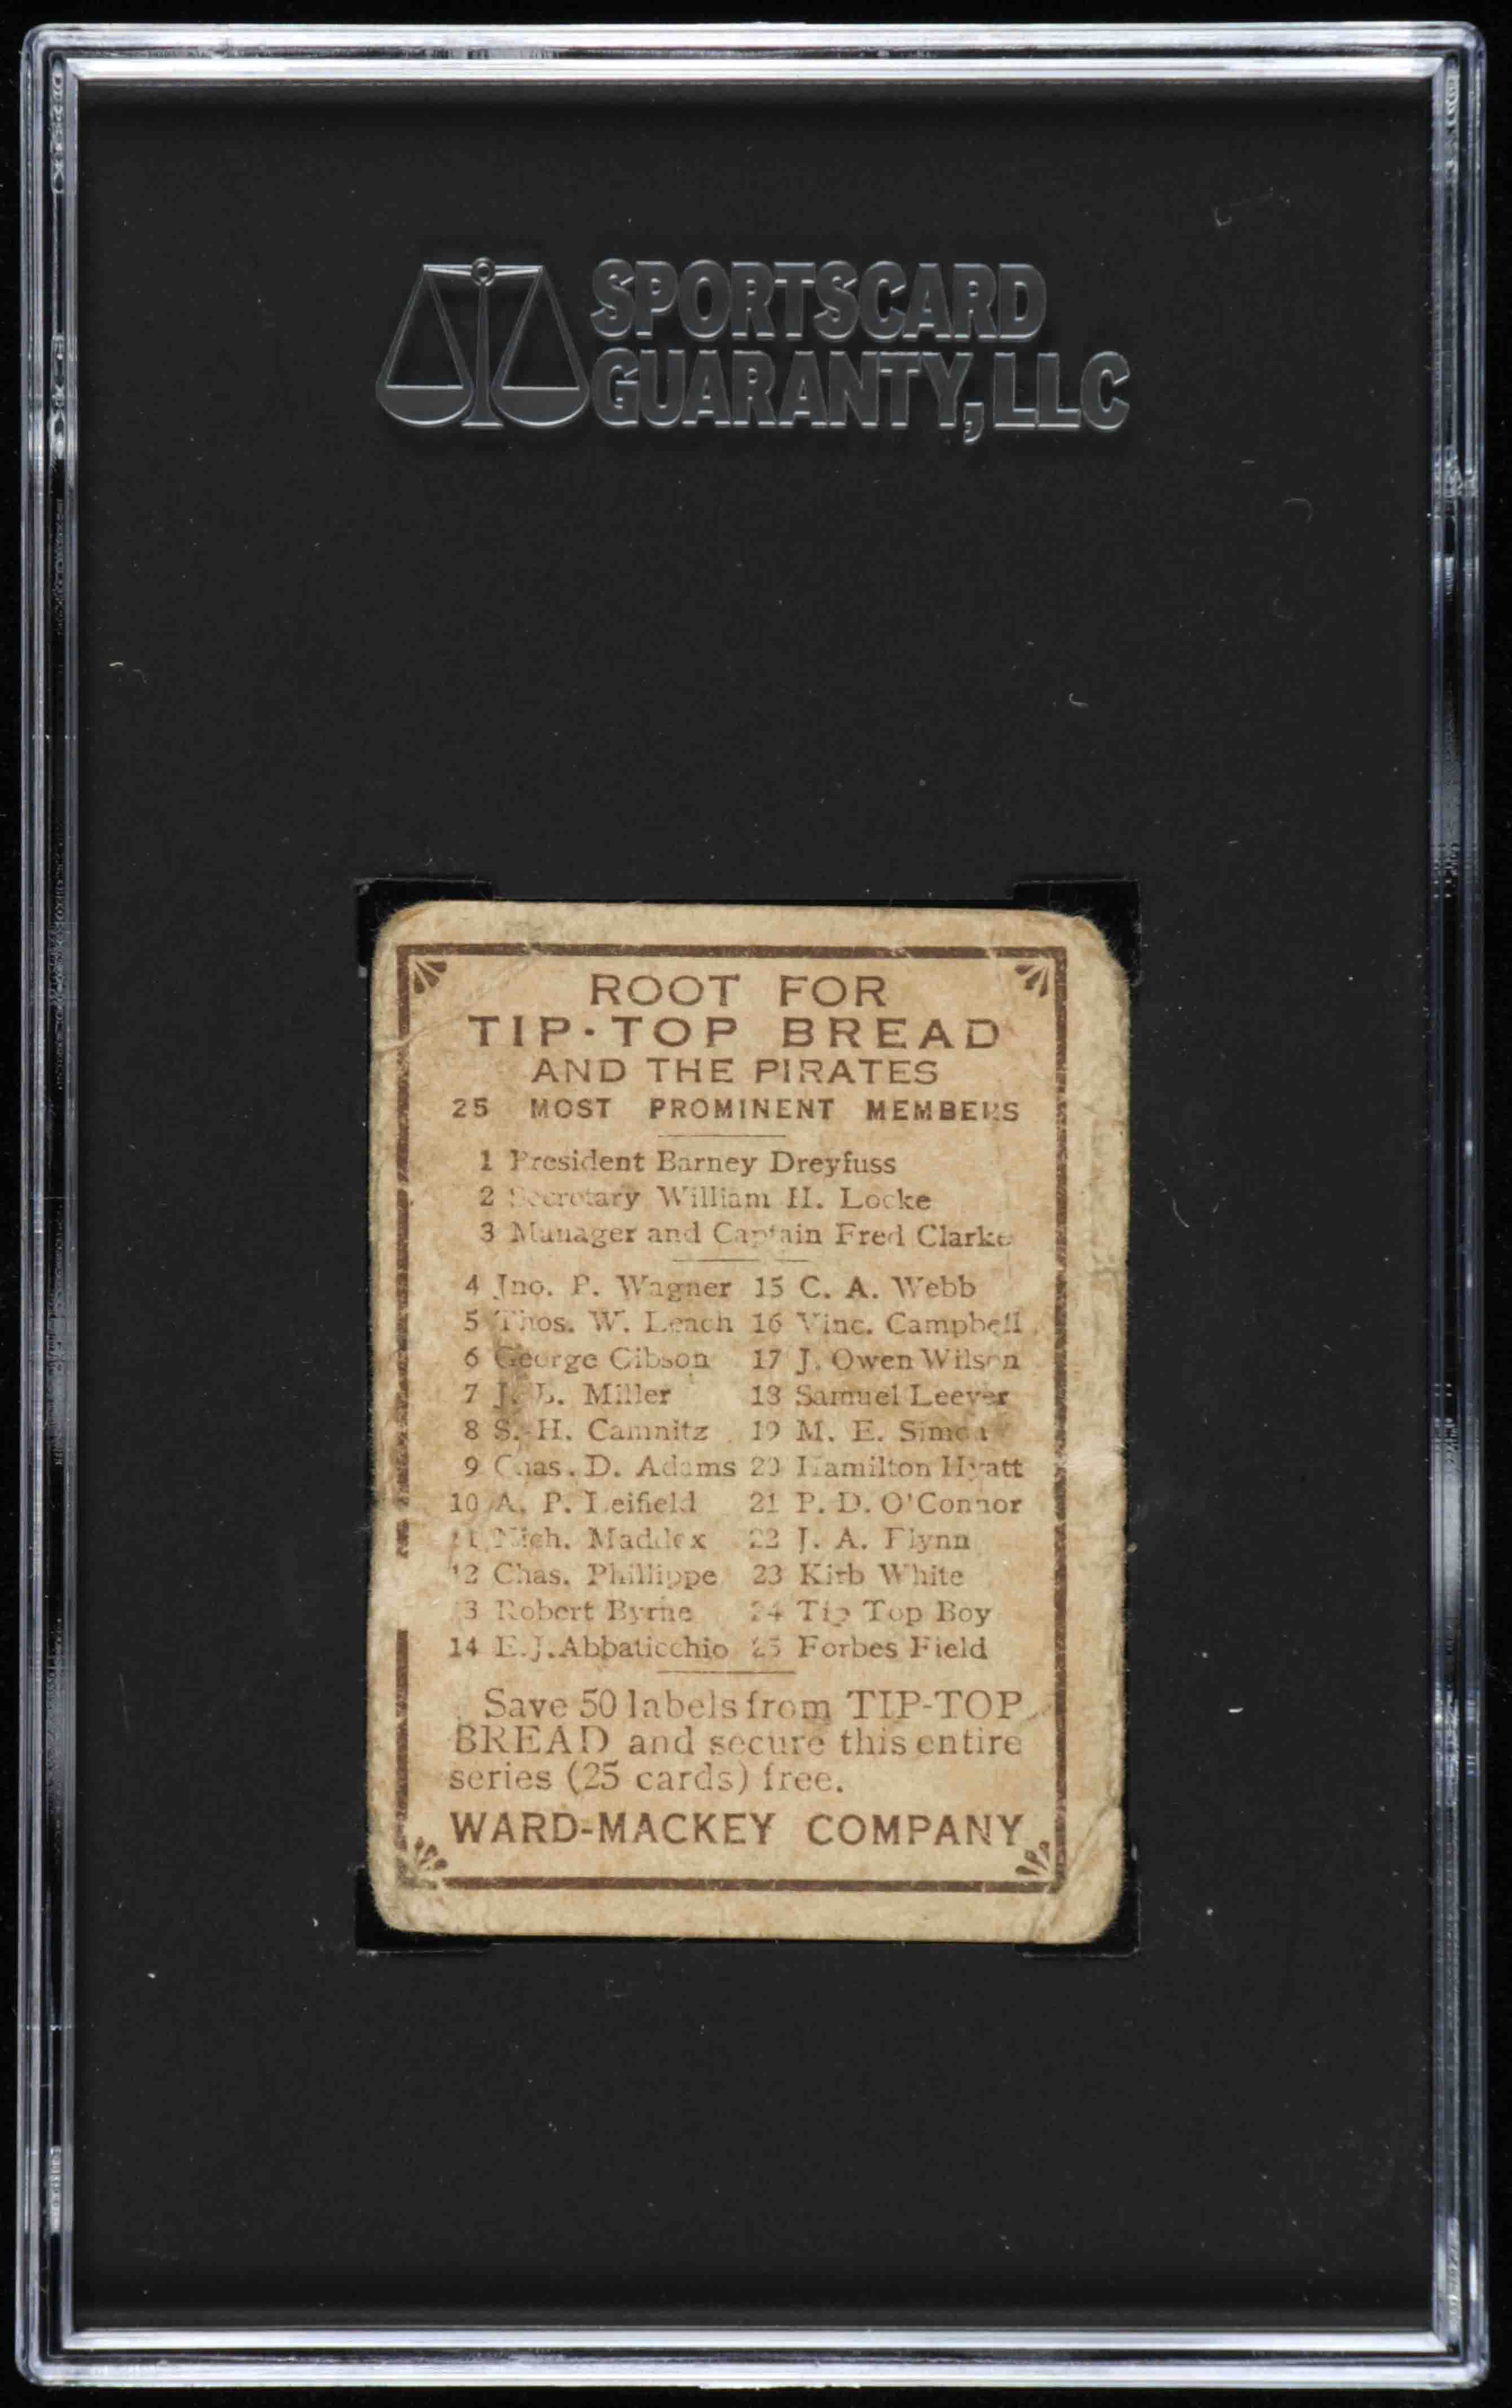 SPORTSCARD
GUARANTY, LLC
ROOT FOR
TIP-TOP BREAD
AND THE PIRATES
25 MOST PROMINENT MEMBERS
1 President Barney Dreyfuss
2 Secretary William H. Locke
3 Manager and Captain Fred Clarke
4 Jno. P. Wagner 15 C. A. Webb
5 Thos. W. Leach 16 Vinc. Campbell
6 George Gibson 17 J. Owen Wilson
7 J. B. Miller 18 Samuel Leever
8 S. H. Camnitz 19 M. E. Simon
9 Chas. D. Adams 20 Hamilton Hyatt
10 A. P. Leifield 21 P. D. O'Connor
11 Nich. Maddox 22 J. A. Flynn
12 Chas. Phillippe 23 Kirb White
13 Robert Byrne 24 Tip Top Boy
14 E. J. Abbaticchio 25 Forbes Field
Save 50 labels from TIP-TOP
BREAD and secure this entire
series (25 cards) free.
WARD-MACKEY COMPANY